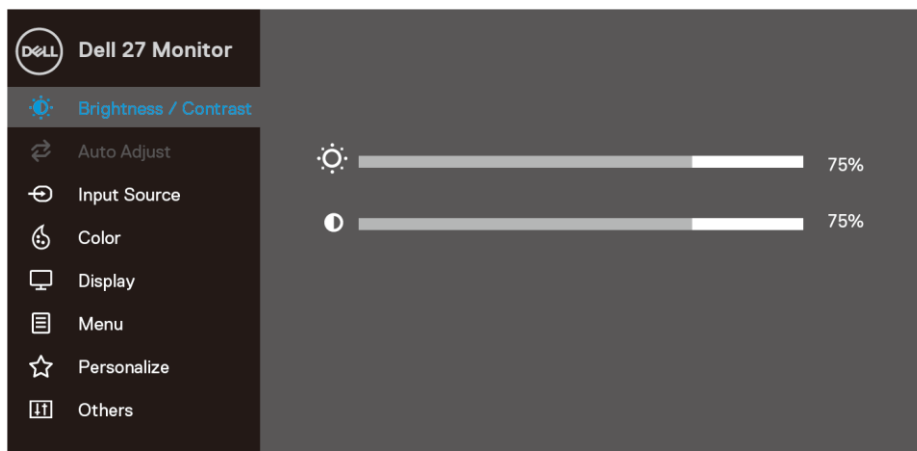 DELL Dell 27 Monitor
Brightness / Contrast
Auto Adjust
75%
Input Source
75%
Color
Display
Menu
Personalize
Others